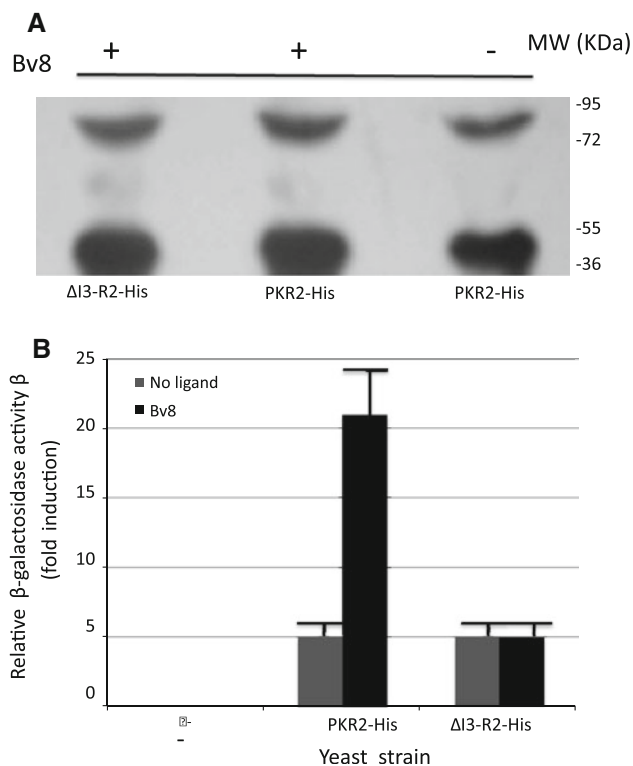 A
Bv8 + + - MW (KDa)
-95
-72
-55
-36
ΔI3-R2-His PKR2-His PKR2-His
B
Relative β-galactosidase activity β
(fold induction)
25
20
15
10
5
0
No ligand
Bv8
- PKR2-His ΔI3-R2-His
-
Yeast strain